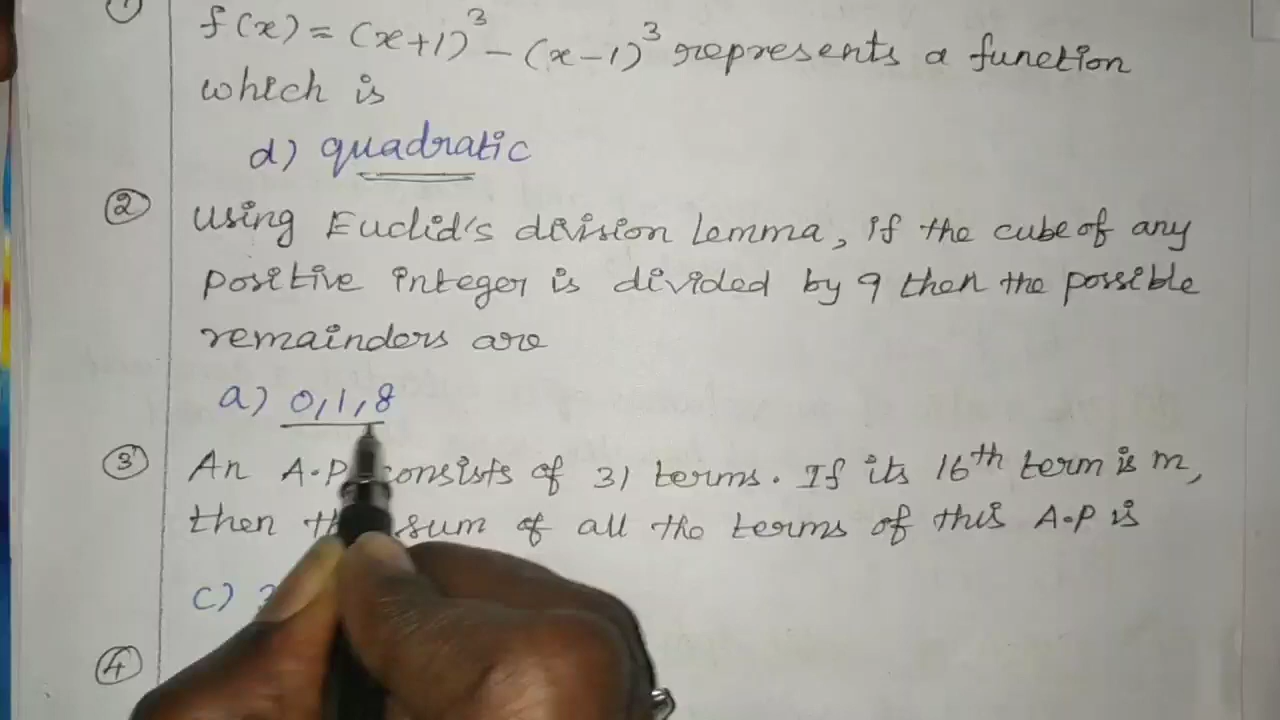 ①
f(x) = (x+1)³ – (x–1)³ represents a function
which is
d) quadratic
② using Euclid's division Lemma, if the cube of any
positive integer is divided by 9 then the possible
remainders are
a) 0,1,8
③ An A.P consists of 31 terms. If its 16th term is m,
then sum of all the terms of this A.P is
c)
④